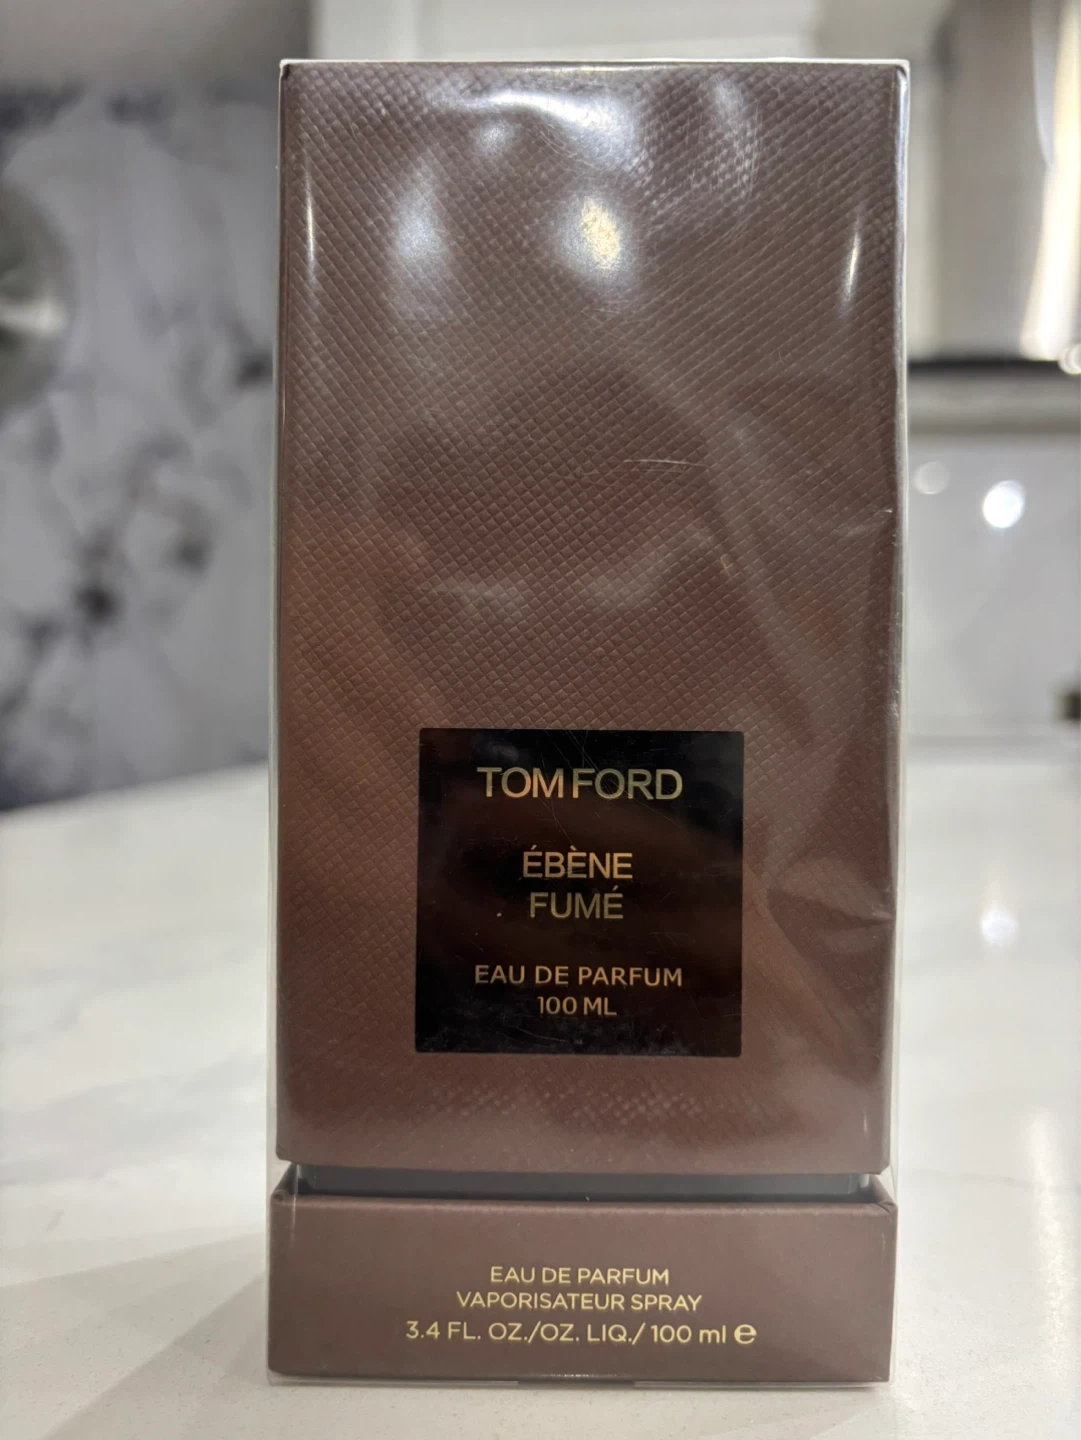 TOM FORD
ÉBÈNE
FUMÉ
EAU DE PARFUM
100 ML
EAU DE PARFUM
VAPORISATEUR SPRAY
3.4 FL. OZ./OZ. LIQ./ 100 ml ℮